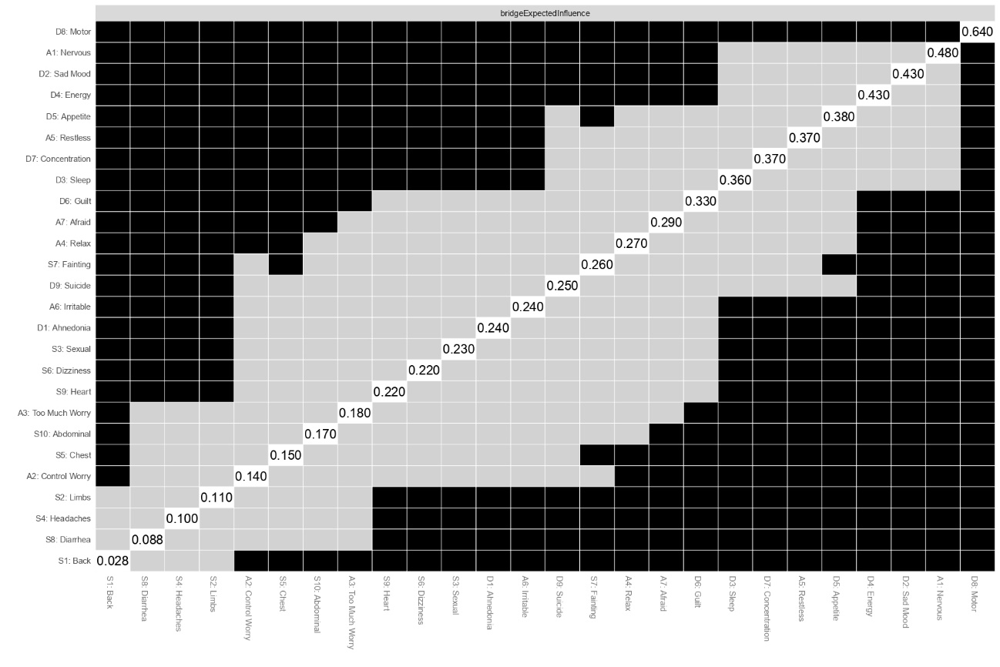 bridgeExpectedInfluence
D8: Motor 0.640
A1: Nervous 0.480
D2: Sad Mood 0.430
D4: Energy 0.430
D5: Appetite 0.380
A5: Restless 0.370
D7: Concentration 0.370
D3: Sleep 0.360
D6: Guilt 0.330
A7: Afraid 0.290
A4: Relax 0.270
S7: Fainting 0.260
D9: Suicide 0.250
A6: Irritable 0.240
D1: Ahnedonia 0.240
S3: Sexual 0.230
S6: Dizziness 0.220
S9: Heart 0.220
A3: Too Much Worry 0.180
S10: Abdominal 0.170
S5: Chest 0.150
A2: Control Worry 0.140
S2: Limbs 0.110
S4: Headaches 0.100
S8: Diarrhea 0.088
S1: Back 0.028
S1: Back
S8: Diarrhea
S4: Headaches
S2: Limbs
A2: Control Worry
S5: Chest
S10: Abdominal
A3: Too Much Worry
S9: Heart
S6: Dizziness
S3: Sexual
D1: Ahnedonia
A6: Irritable
D9: Suicide
S7: Fainting
A4: Relax
A7: Afraid
D6: Guilt
D3: Sleep
D7: Concentration
A5: Restless
D5: Appetite
D4: Energy
D2: Sad Mood
A1: Nervous
D8: Motor